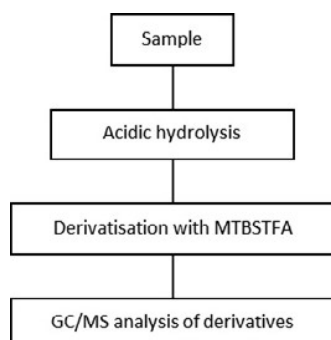 Sample
Acidic hydrolysis
Derivatisation with MTBSTFA
GC/MS analysis of derivatives